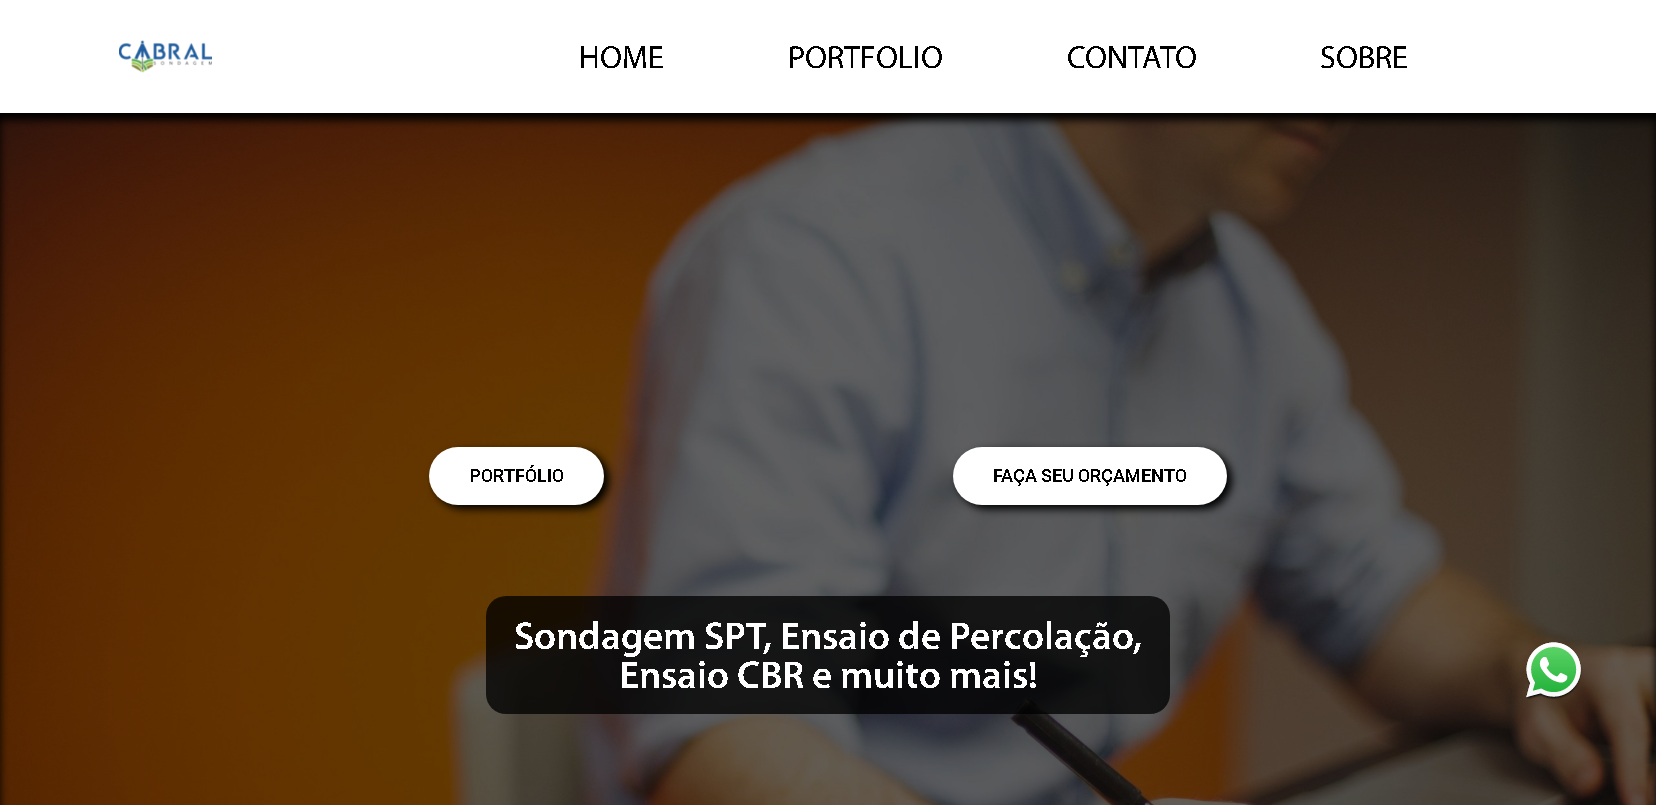 CABRAL
SONDAGEM
HOME PORTFOLIO CONTATO SOBRE
PORTFÓLIO FAÇA SEU ORÇAMENTO
Sondagem SPT, Ensaio de Percolação,
Ensaio CBR e muito mais!